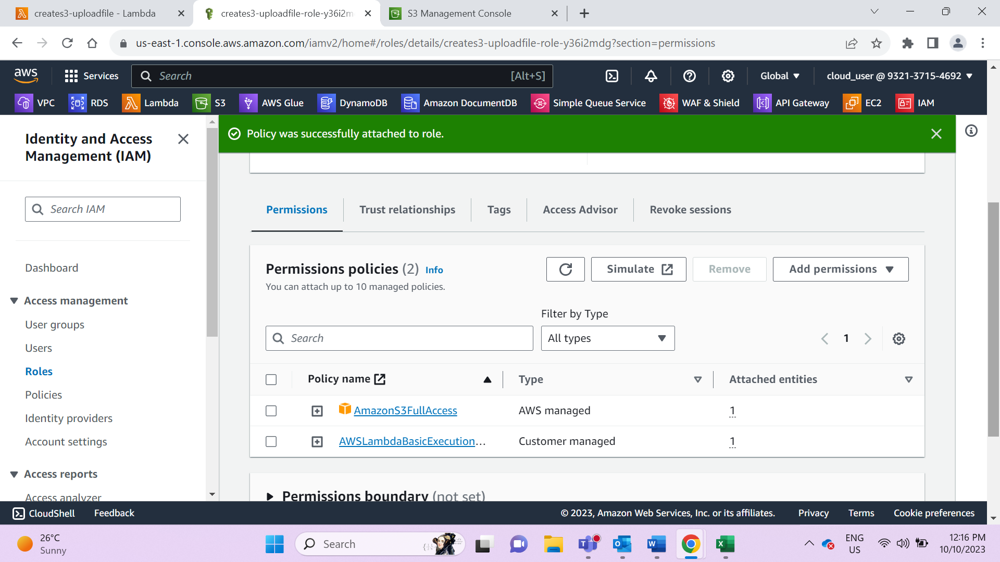 creates3-uploadfile - Lambda
creates3-uploadfile-role-y36i2m
S3 Management Console
us-east-1.console.aws.amazon.com/iamv2/home#/roles/details/creates3-uploadfile-role-y36i2mdg?section=permissions
aws
Services
Search
[Alt+S]
Global
cloud_user @ 9321-3715-4692
VPC
RDS
Lambda
S3
AWS Glue
DynamoDB
Amazon DocumentDB
Simple Queue Service
WAF & Shield
API Gateway
EC2
IAM
Identity and Access
Management (IAM)
Search IAM
Dashboard
Access management
User groups
Users
Roles
Policies
Identity providers
Account settings
Access reports
Access analyzer
Policy was successfully attached to role.
Permissions
Trust relationships
Tags
Access Advisor
Revoke sessions
Permissions policies (2) Info
You can attach up to 10 managed policies.
Simulate
Remove
Add permissions
Filter by Type
Search
All types
1
Policy name
Type
Attached entities
AmazonS3FullAccess
AWS managed
1
AWSLambdaBasicExecution...
Customer managed
1
Permissions boundary (not set)
CloudShell
Feedback
© 2023, Amazon Web Services, Inc. or its affiliates.
Privacy
Terms
Cookie preferences
26°C
Sunny
Search
ENG
US
12:16 PM
10/10/2023